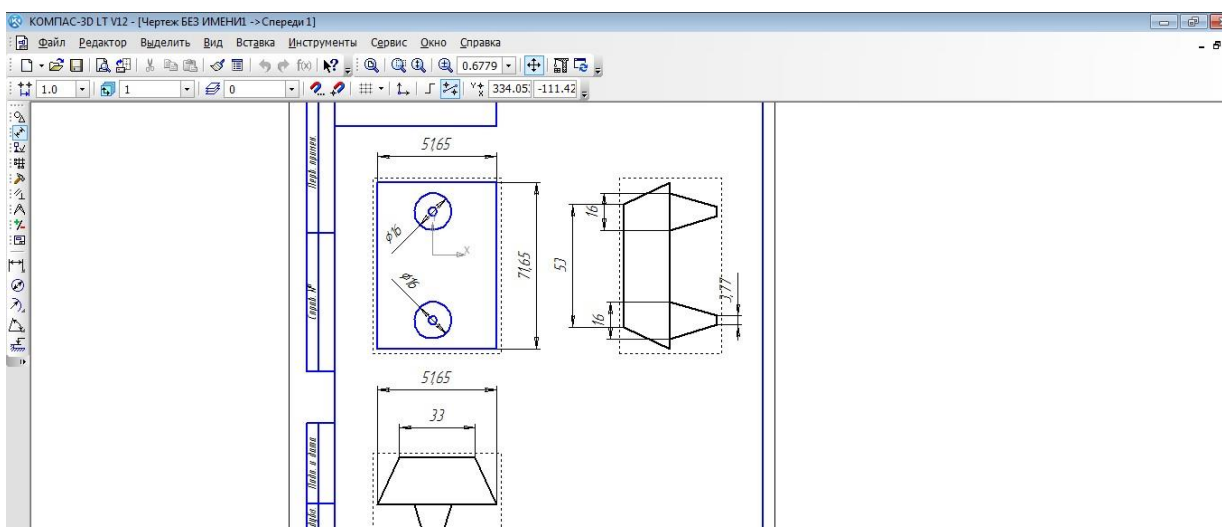 КОМПАС-3D LT V12 - [Чертеж БЕЗ ИМЕНИ1 ->Спереди 1]
Файл Редактор Выделить Вид Вставка Инструменты Сервис Окно Справка
0.6779
1.0 1 0 334.05 -111.42
Перв. примен.
51,65
16
⌀16
X
71,65
53
⌀16
3,77
16
Справ. №
51,65
33
Подп. и дата